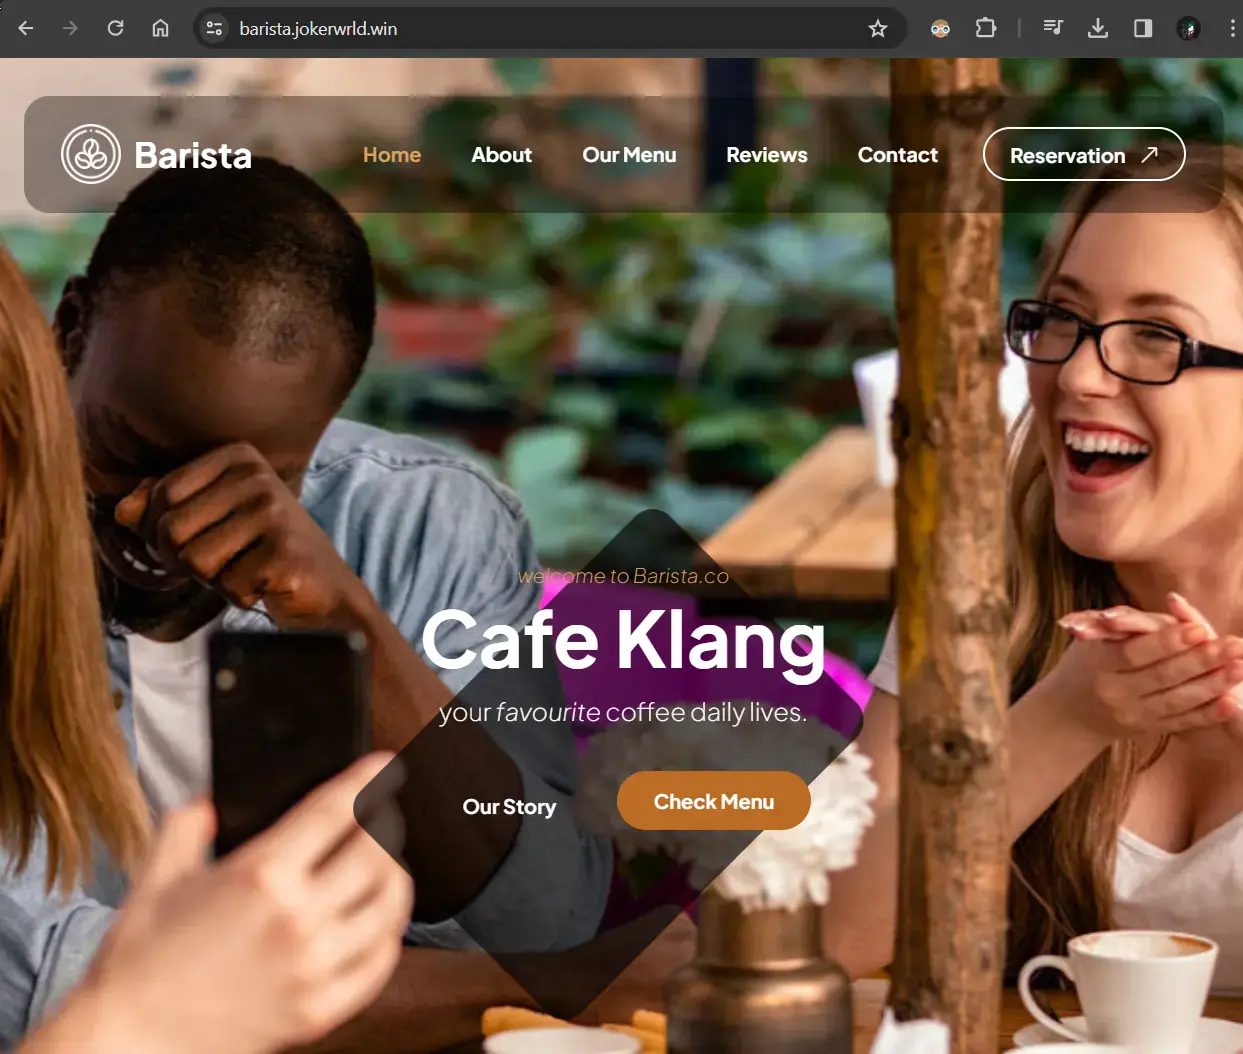 barista.jokerwrld.win
Barista
Home
About
Our Menu
Reviews
Contact
Reservation
welcome to Barista.co
Cafe Klang
your favourite coffee daily lives.
Our Story
Check Menu